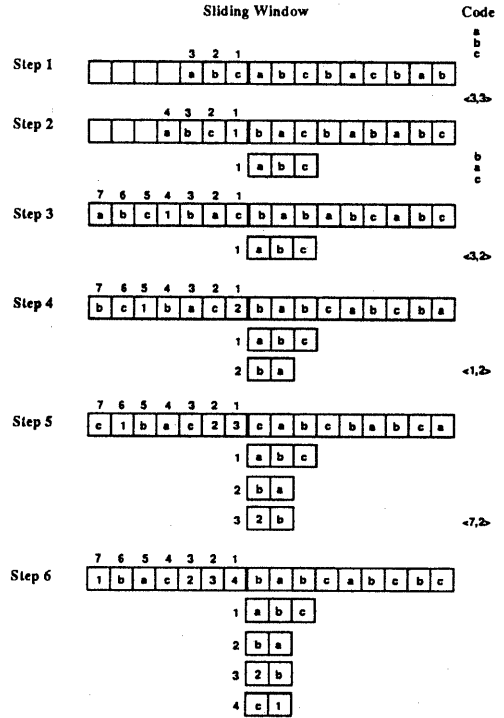 Sliding Window Code
a
b
c
3 2 1
Step 1 a b c a b c b a c b a b
<3,3>
4 3 2 1
Step 2 a b c 1 b a c b a b a b c
1 a b c
b
a
c
7 6 5 4 3 2 1
Step 3 a b c 1 b a c b a b a b c a b c
1 a b c
<3,2>
7 6 5 4 3 2 1
Step 4 b c 1 b a c 2 b a b c a b c b a
1 a b c
2 b a
<1,2>
7 6 5 4 3 2 1
Step 5 c 1 b a c 2 3 c a b c b a b c a
1 a b c
2 b a
3 2 b
<7,2>
7 6 5 4 3 2 1
Step 6 1 b a c 2 3 4 b a b c a b c b c
1 a b c
2 b a
3 2 b
4 c 1